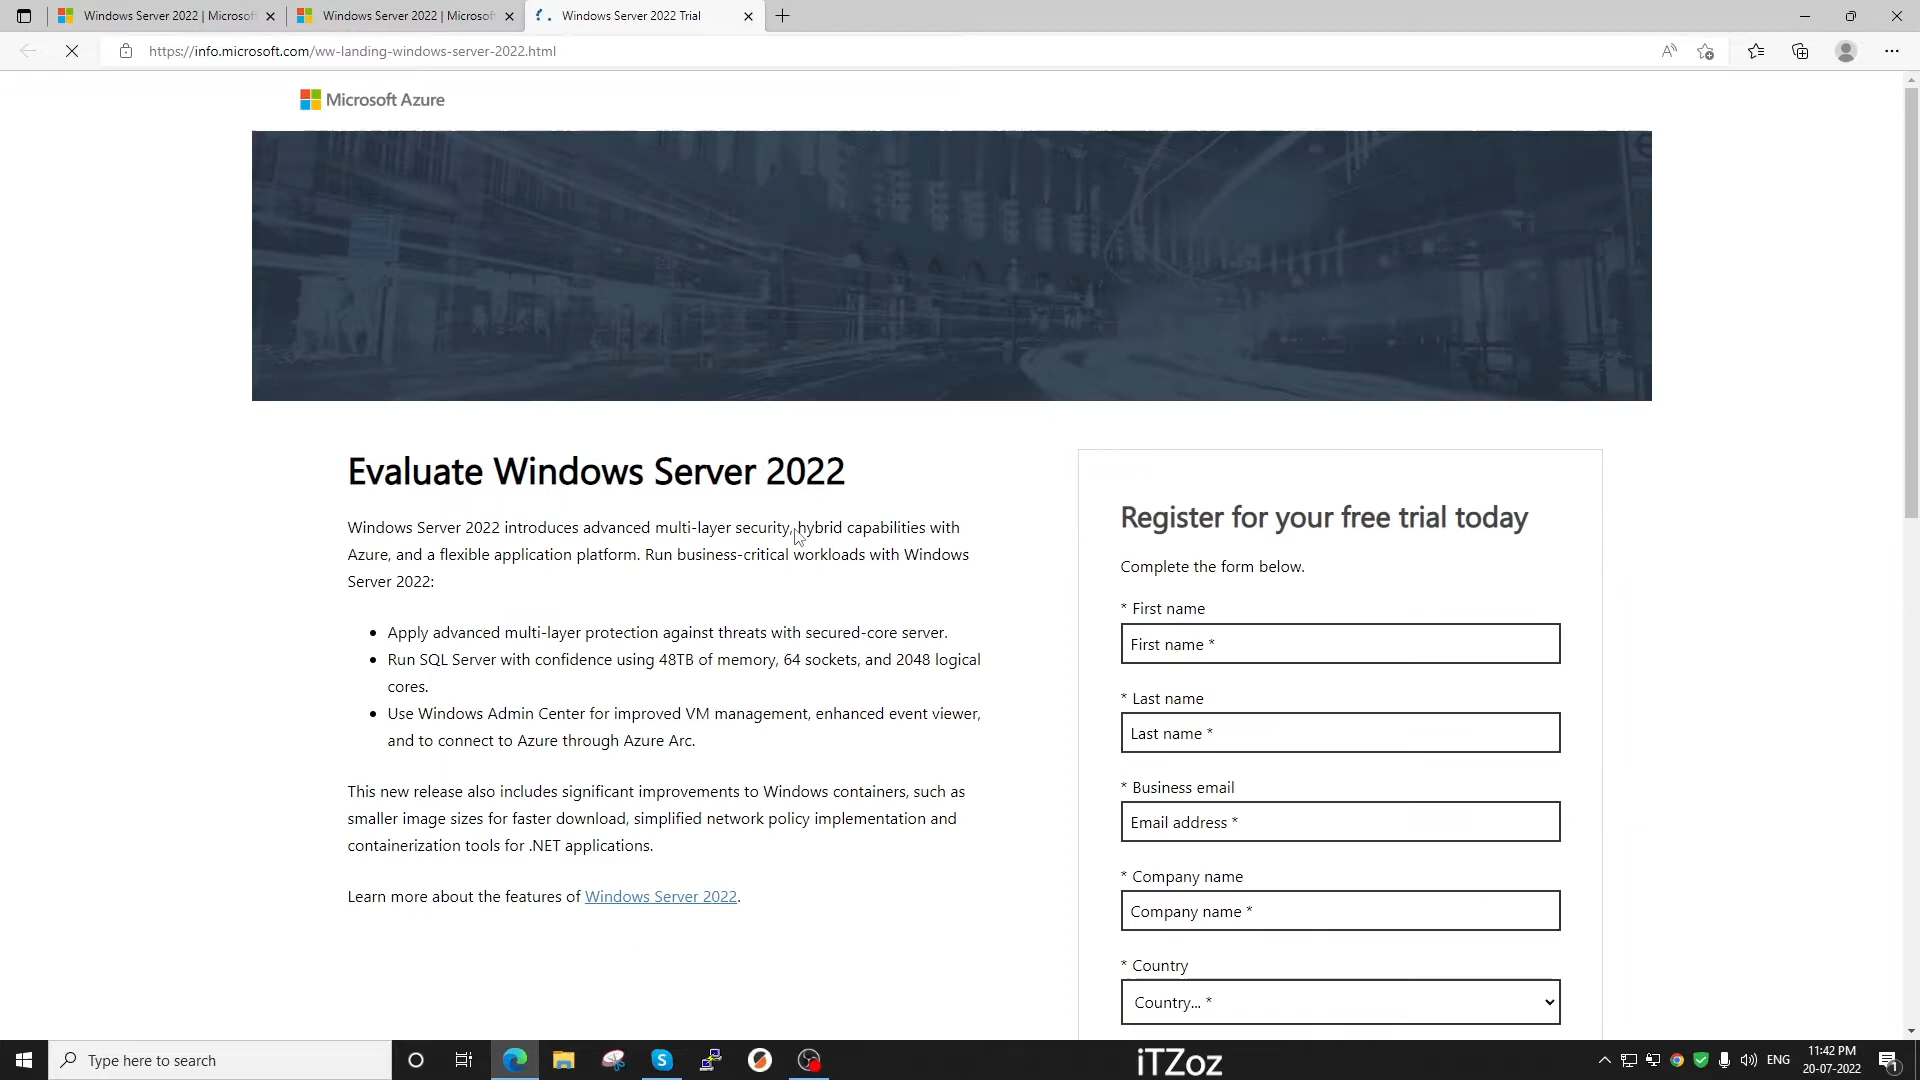 Windows Server 2022 | Microsof
Windows Server 2022 | Microsof
Windows Server 2022 Trial
https://info.microsoft.com/ww-landing-windows-server-2022.html
Microsoft Azure
Evaluate Windows Server 2022
Windows Server 2022 introduces advanced multi-layer security, hybrid capabilities with
Azure, and a flexible application platform. Run business-critical workloads with Windows
Server 2022:
• Apply advanced multi-layer protection against threats with secured-core server.
• Run SQL Server with confidence using 48TB of memory, 64 sockets, and 2048 logical
cores.
• Use Windows Admin Center for improved VM management, enhanced event viewer,
and to connect to Azure through Azure Arc.
This new release also includes significant improvements to Windows containers, such as
smaller image sizes for faster download, simplified network policy implementation and
containerization tools for .NET applications.
Learn more about the features of Windows Server 2022.
Register for your free trial today
Complete the form below.
* First name
First name *
* Last name
Last name *
* Business email
Email address *
* Company name
Company name *
* Country
Country... *
Type here to search
iTZoz
ENG
11:42 PM
20-07-2022
1